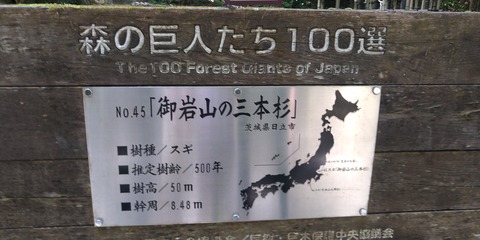 森の巨人たち100選
The 100 Forest Giants of Japan
No.45「御岩山の三本杉」
茨城県日立市
■樹種／スギ
■推定樹齢／500年
■樹高／50m
■幹周／8.48m